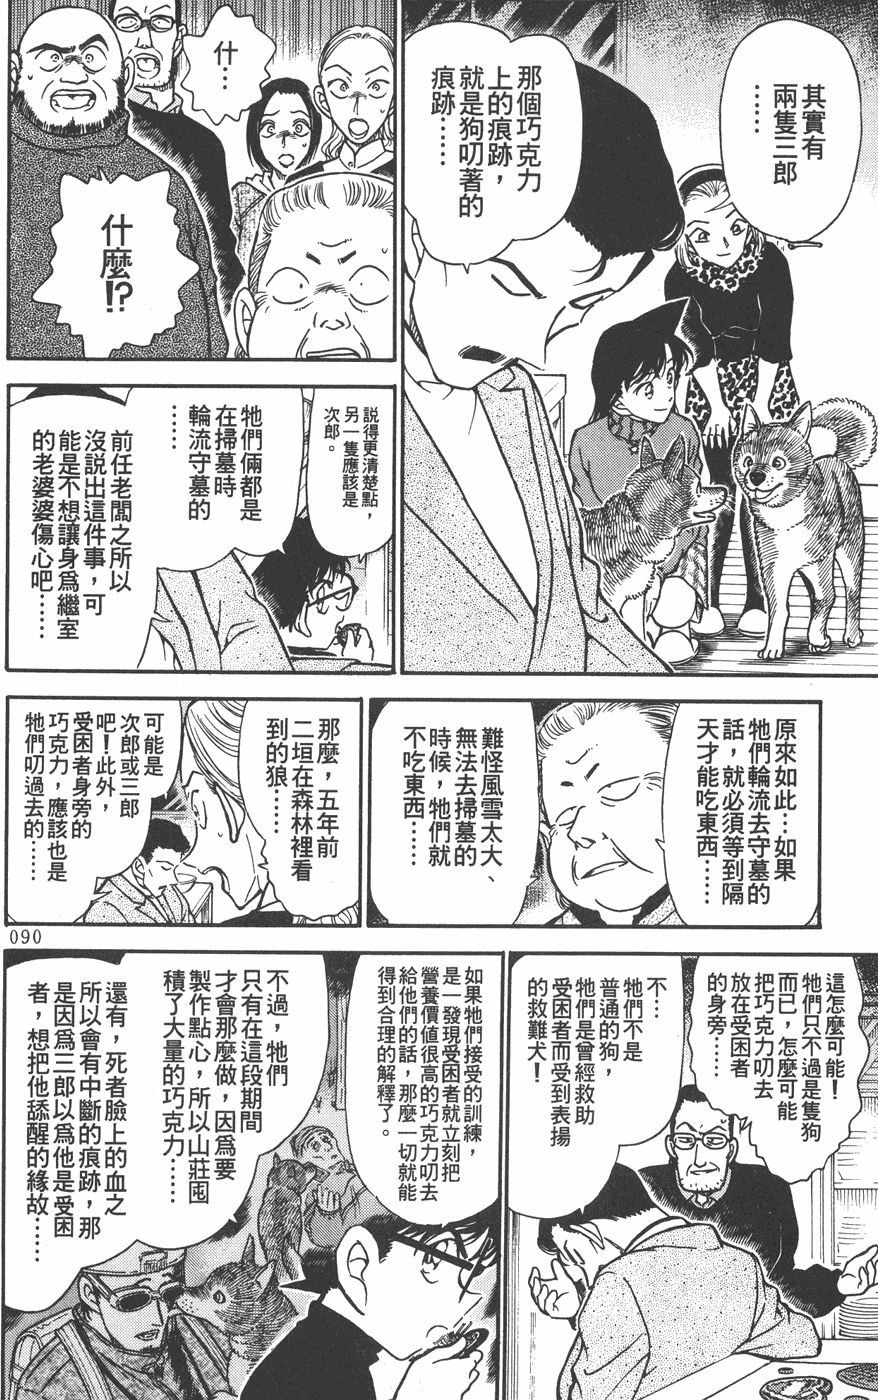 其實有
兩隻三郎
……
那個巧克力
上的痕跡，
就是狗叨著的
痕跡……
什…
什麼!?
說得更清楚點，
另一隻應該是
次郎。
牠們倆都是
在掃墓時
輪流守墓的
……
前任老闆之所以
沒說出這件事，可
能是不想讓身為繼室
的老婆婆傷心吧……
原來如此…如果
牠們輪流去守墓的
話，就必須等到隔
天才能吃東西……
難怪風雪太大、
無法去掃墓的
時候，牠們就
不吃東西……
那麼，五年前
二垣在森林裡看
到的狼……
可能是
次郎或三郎
吧！此外，
受困者身旁的
巧克力，應該也是
牠們叨過去的……
090
這怎麼可能！
牠們只不過是隻狗
而已，怎麼可能
把巧克力叨去
放在受困者
的身旁……
不…
牠們不是
普通的狗，
牠們是曾經救助
受困者而受到表揚
的救難犬！
如果牠們接受的訓練，
是一發現受困者就立刻把
營養價值很高的巧克力叨去
給他們的話，那麼一切就能
得到合理的解釋了。
不過，牠們
只有在這段期間
才會那麼做，因為要
製作點心，所以山莊囤
積了大量的巧克力……
還有，死者臉上的血之
所以會有中斷的痕跡，那
是因為三郎以為他是受困
者，想把他舔醒的緣故……